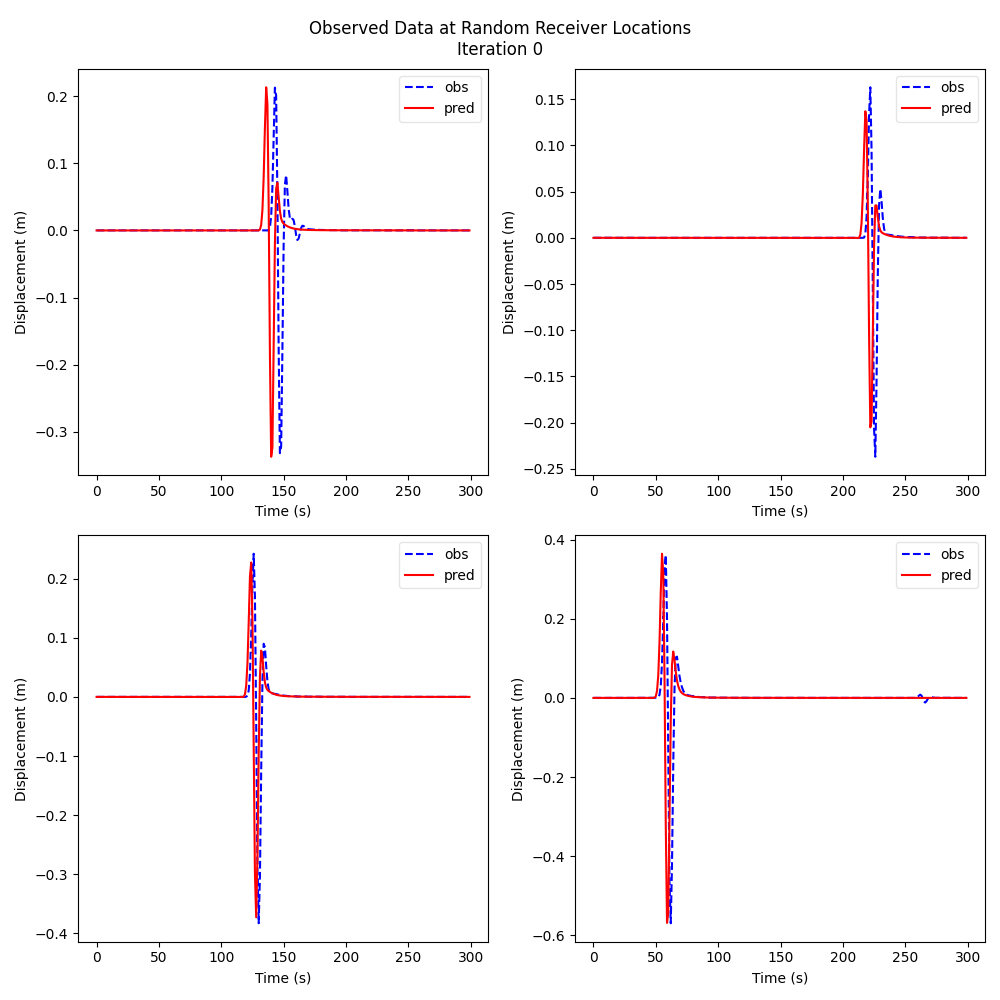 Observed Data at Random Receiver Locations
Iteration 0
obs
pred
0.2
0.1
0.0
−0.1
−0.2
−0.3
Displacement (m)
0 50 100 150 200 250 300
Time (s)
obs
pred
0.15
0.10
0.05
0.00
−0.05
−0.10
−0.15
−0.20
−0.25
Displacement (m)
0 50 100 150 200 250 300
Time (s)
obs
pred
0.2
0.1
0.0
−0.1
−0.2
−0.3
−0.4
Displacement (m)
0 50 100 150 200 250 300
Time (s)
obs
pred
0.4
0.2
0.0
−0.2
−0.4
−0.6
Displacement (m)
0 50 100 150 200 250 300
Time (s)